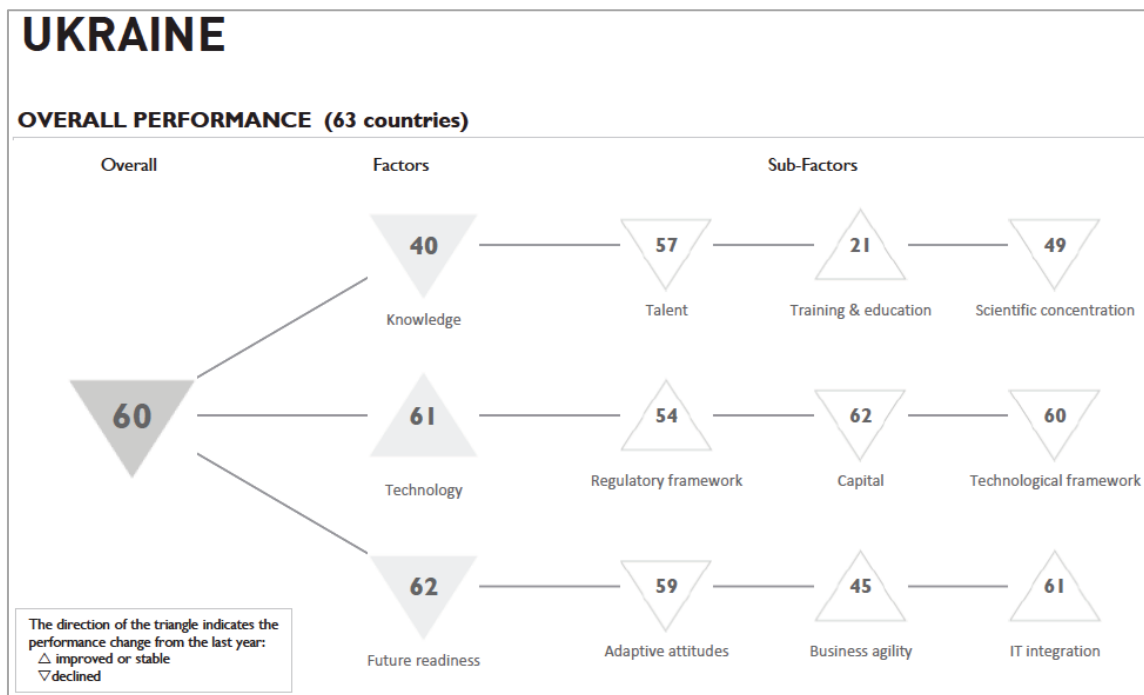 UKRAINE
OVERALL PERFORMANCE (63 countries)
Overall
Factors
Sub-Factors
40
57
21
49
Knowledge
Talent
Training & education
Scientific concentration
60
61
54
62
60
Technology
Regulatory framework
Capital
Technological framework
62
59
45
61
Future readiness
Adaptive attitudes
Business agility
IT integration
The direction of the triangle indicates the
performance change from the last year:
△ improved or stable
▽declined